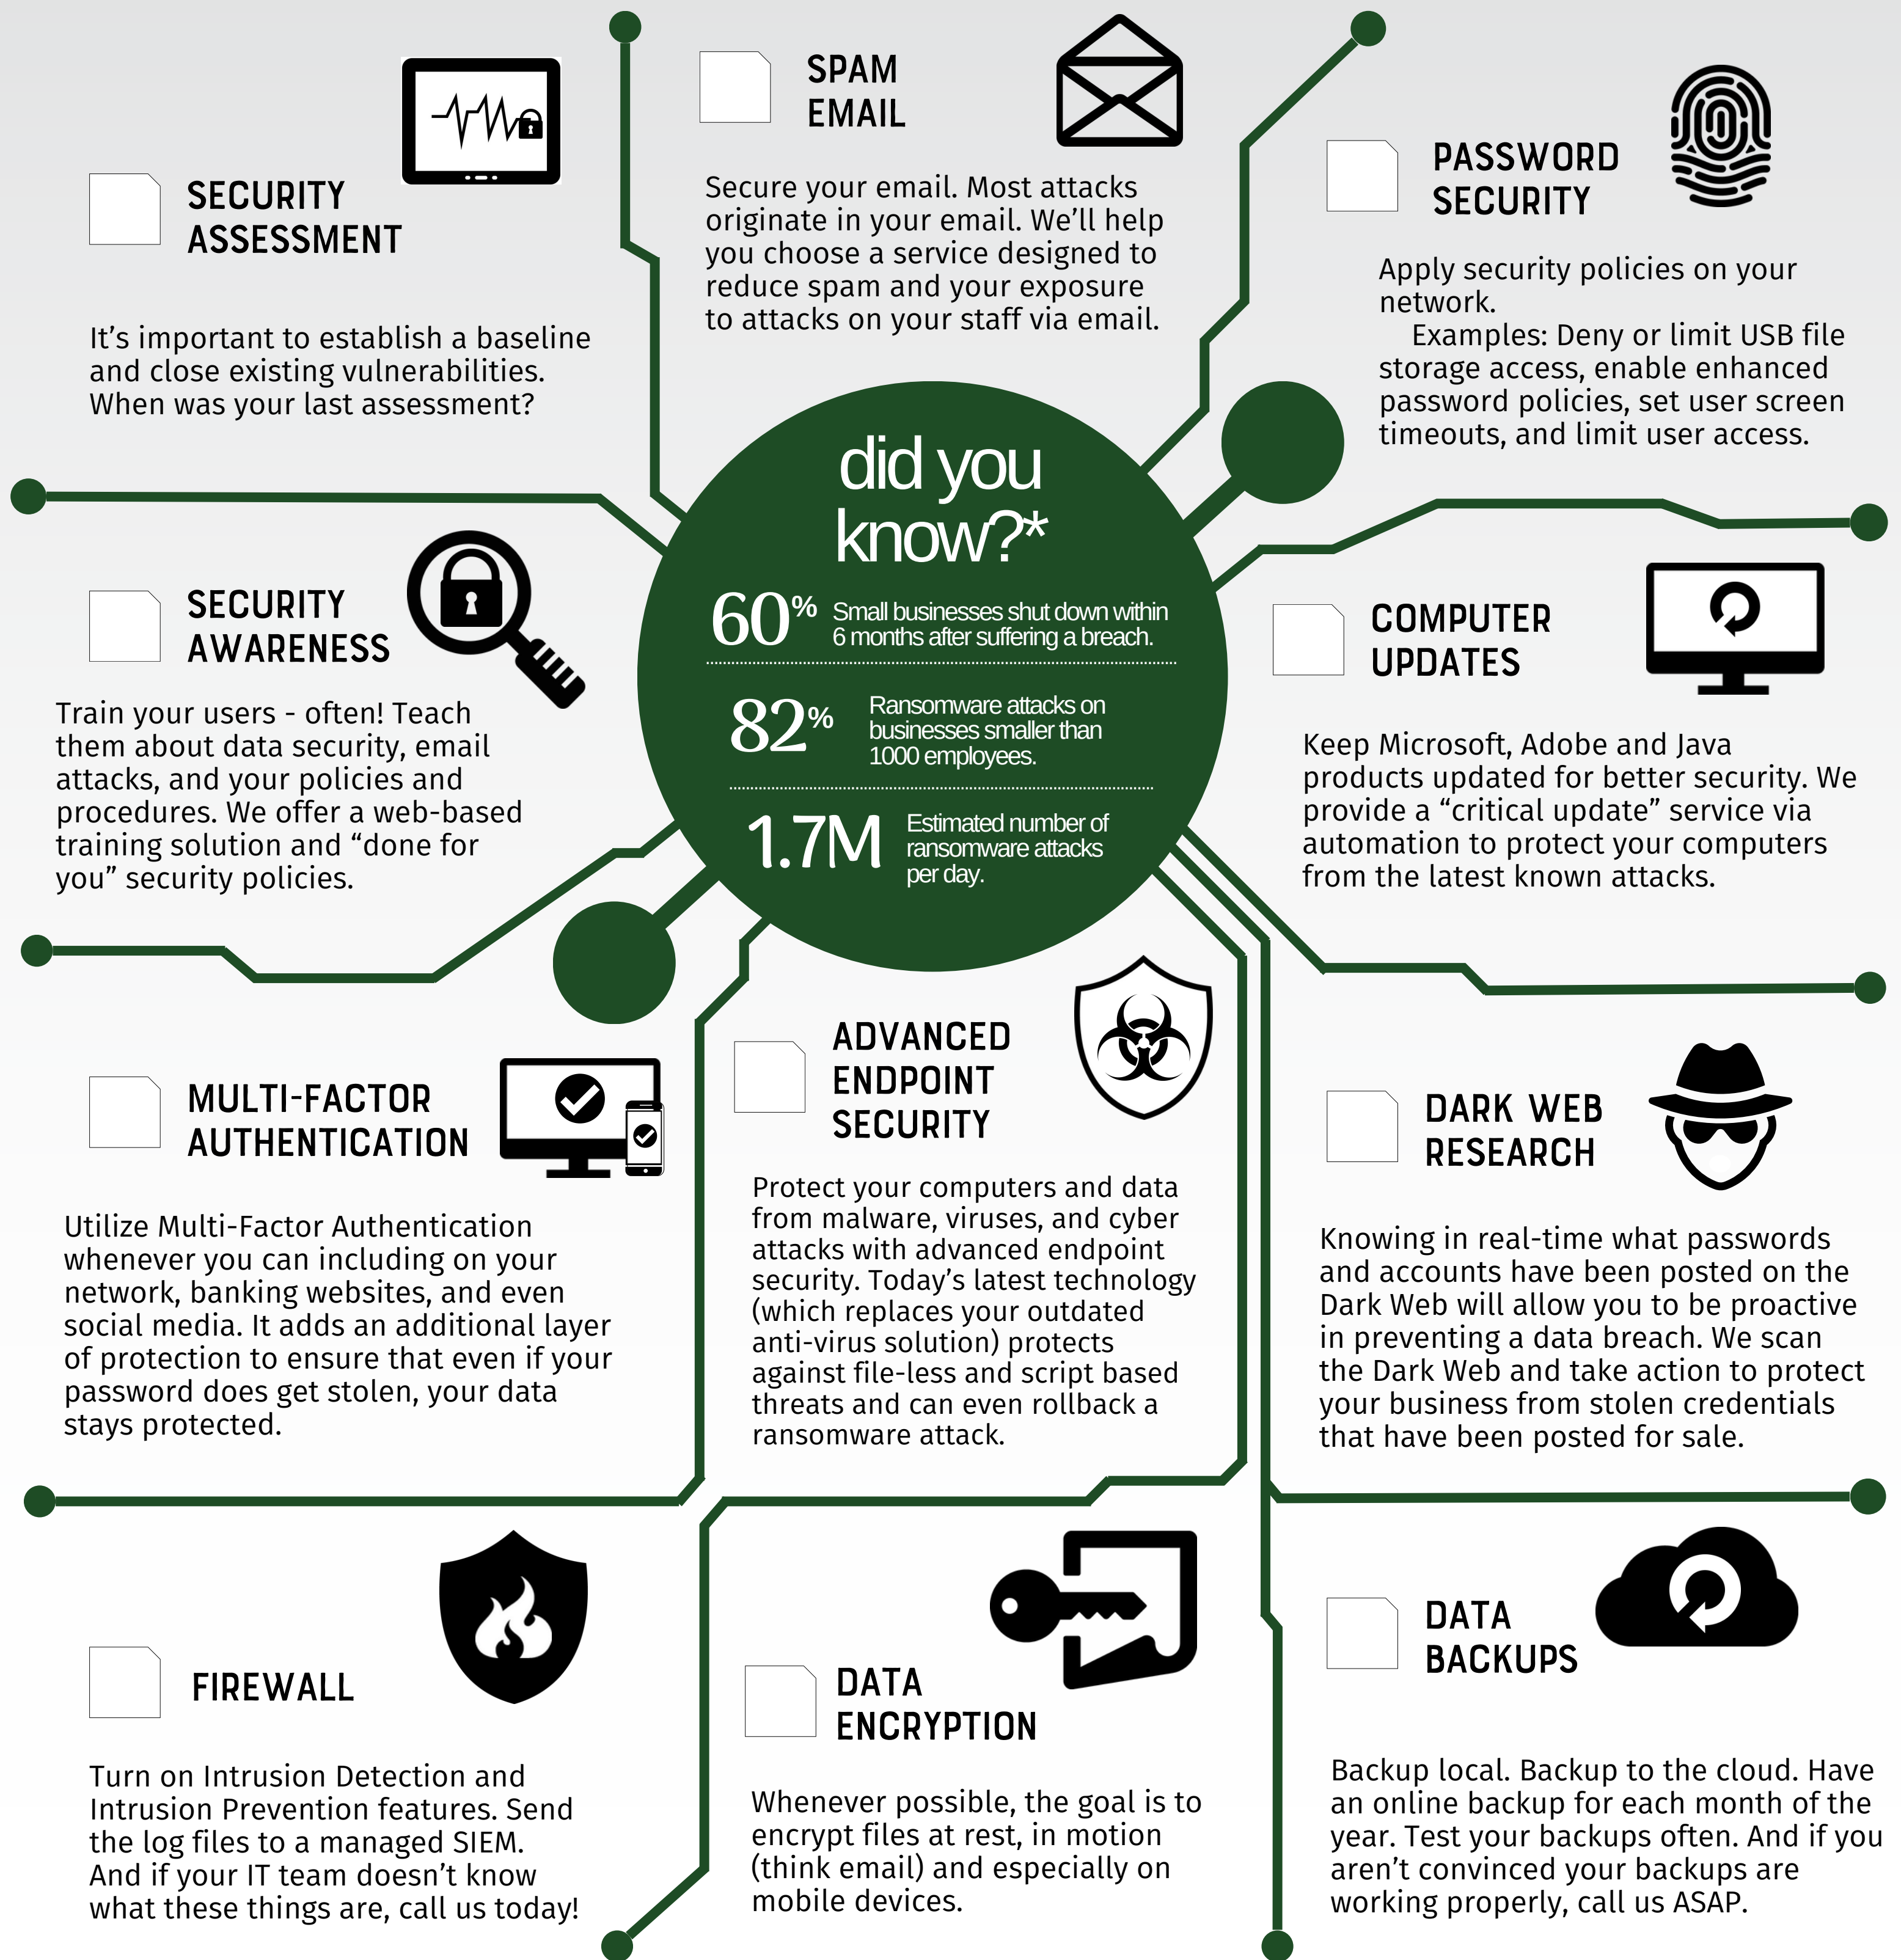 SECURITY
ASSESSMENT
It’s important to establish a baseline
and close existing vulnerabilities.
When was your last assessment?
SPAM
EMAIL
Secure your email. Most attacks
originate in your email. We’ll help
you choose a service designed to
reduce spam and your exposure
to attacks on your staff via email.
PASSWORD
SECURITY
Apply security policies on your
network.
Examples: Deny or limit USB file
storage access, enable enhanced
password policies, set user screen
timeouts, and limit user access.
did you
know?*
60% Small businesses shut down within
6 months after suffering a breach.
82% Ransomware attacks on
businesses smaller than
1000 employees.
1.7M Estimated number of
ransomware attacks
per day.
SECURITY
AWARENESS
Train your users - often! Teach
them about data security, email
attacks, and your policies and
procedures. We offer a web-based
training solution and “done for
you” security policies.
COMPUTER
UPDATES
Keep Microsoft, Adobe and Java
products updated for better security. We
provide a “critical update” service via
automation to protect your computers
from the latest known attacks.
MULTI-FACTOR
AUTHENTICATION
Utilize Multi-Factor Authentication
whenever you can including on your
network, banking websites, and even
social media. It adds an additional layer
of protection to ensure that even if your
password does get stolen, your data
stays protected.
ADVANCED
ENDPOINT
SECURITY
Protect your computers and data
from malware, viruses, and cyber
attacks with advanced endpoint
security. Today’s latest technology
(which replaces your outdated
anti-virus solution) protects
against file-less and script based
threats and can even rollback a
ransomware attack.
DARK WEB
RESEARCH
Knowing in real-time what passwords
and accounts have been posted on the
Dark Web will allow you to be proactive
in preventing a data breach. We scan
the Dark Web and take action to protect
your business from stolen credentials
that have been posted for sale.
FIREWALL
Turn on Intrusion Detection and
Intrusion Prevention features. Send
the log files to a managed SIEM.
And if your IT team doesn’t know
what these things are, call us today!
DATA
ENCRYPTION
Whenever possible, the goal is to
encrypt files at rest, in motion
(think email) and especially on
mobile devices.
DATA
BACKUPS
Backup local. Backup to the cloud. Have
an online backup for each month of the
year. Test your backups often. And if you
aren’t convinced your backups are
working properly, call us ASAP.